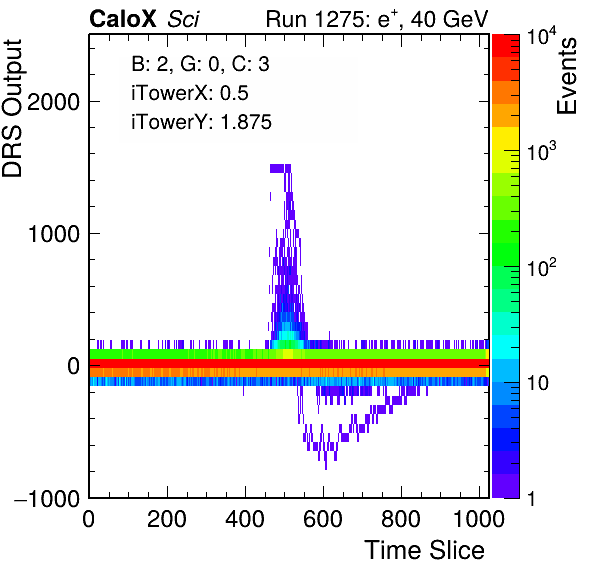 CaloX Sci Run 1275: e⁺, 40 GeV
B: 2, G: 0, C: 3
iTowerX: 0.5
iTowerY: 1.875
DRS Output
2000
1000
0
−1000
0 200 400 600 800 1000
Time Slice
10⁴
10³
10²
10
1
Events